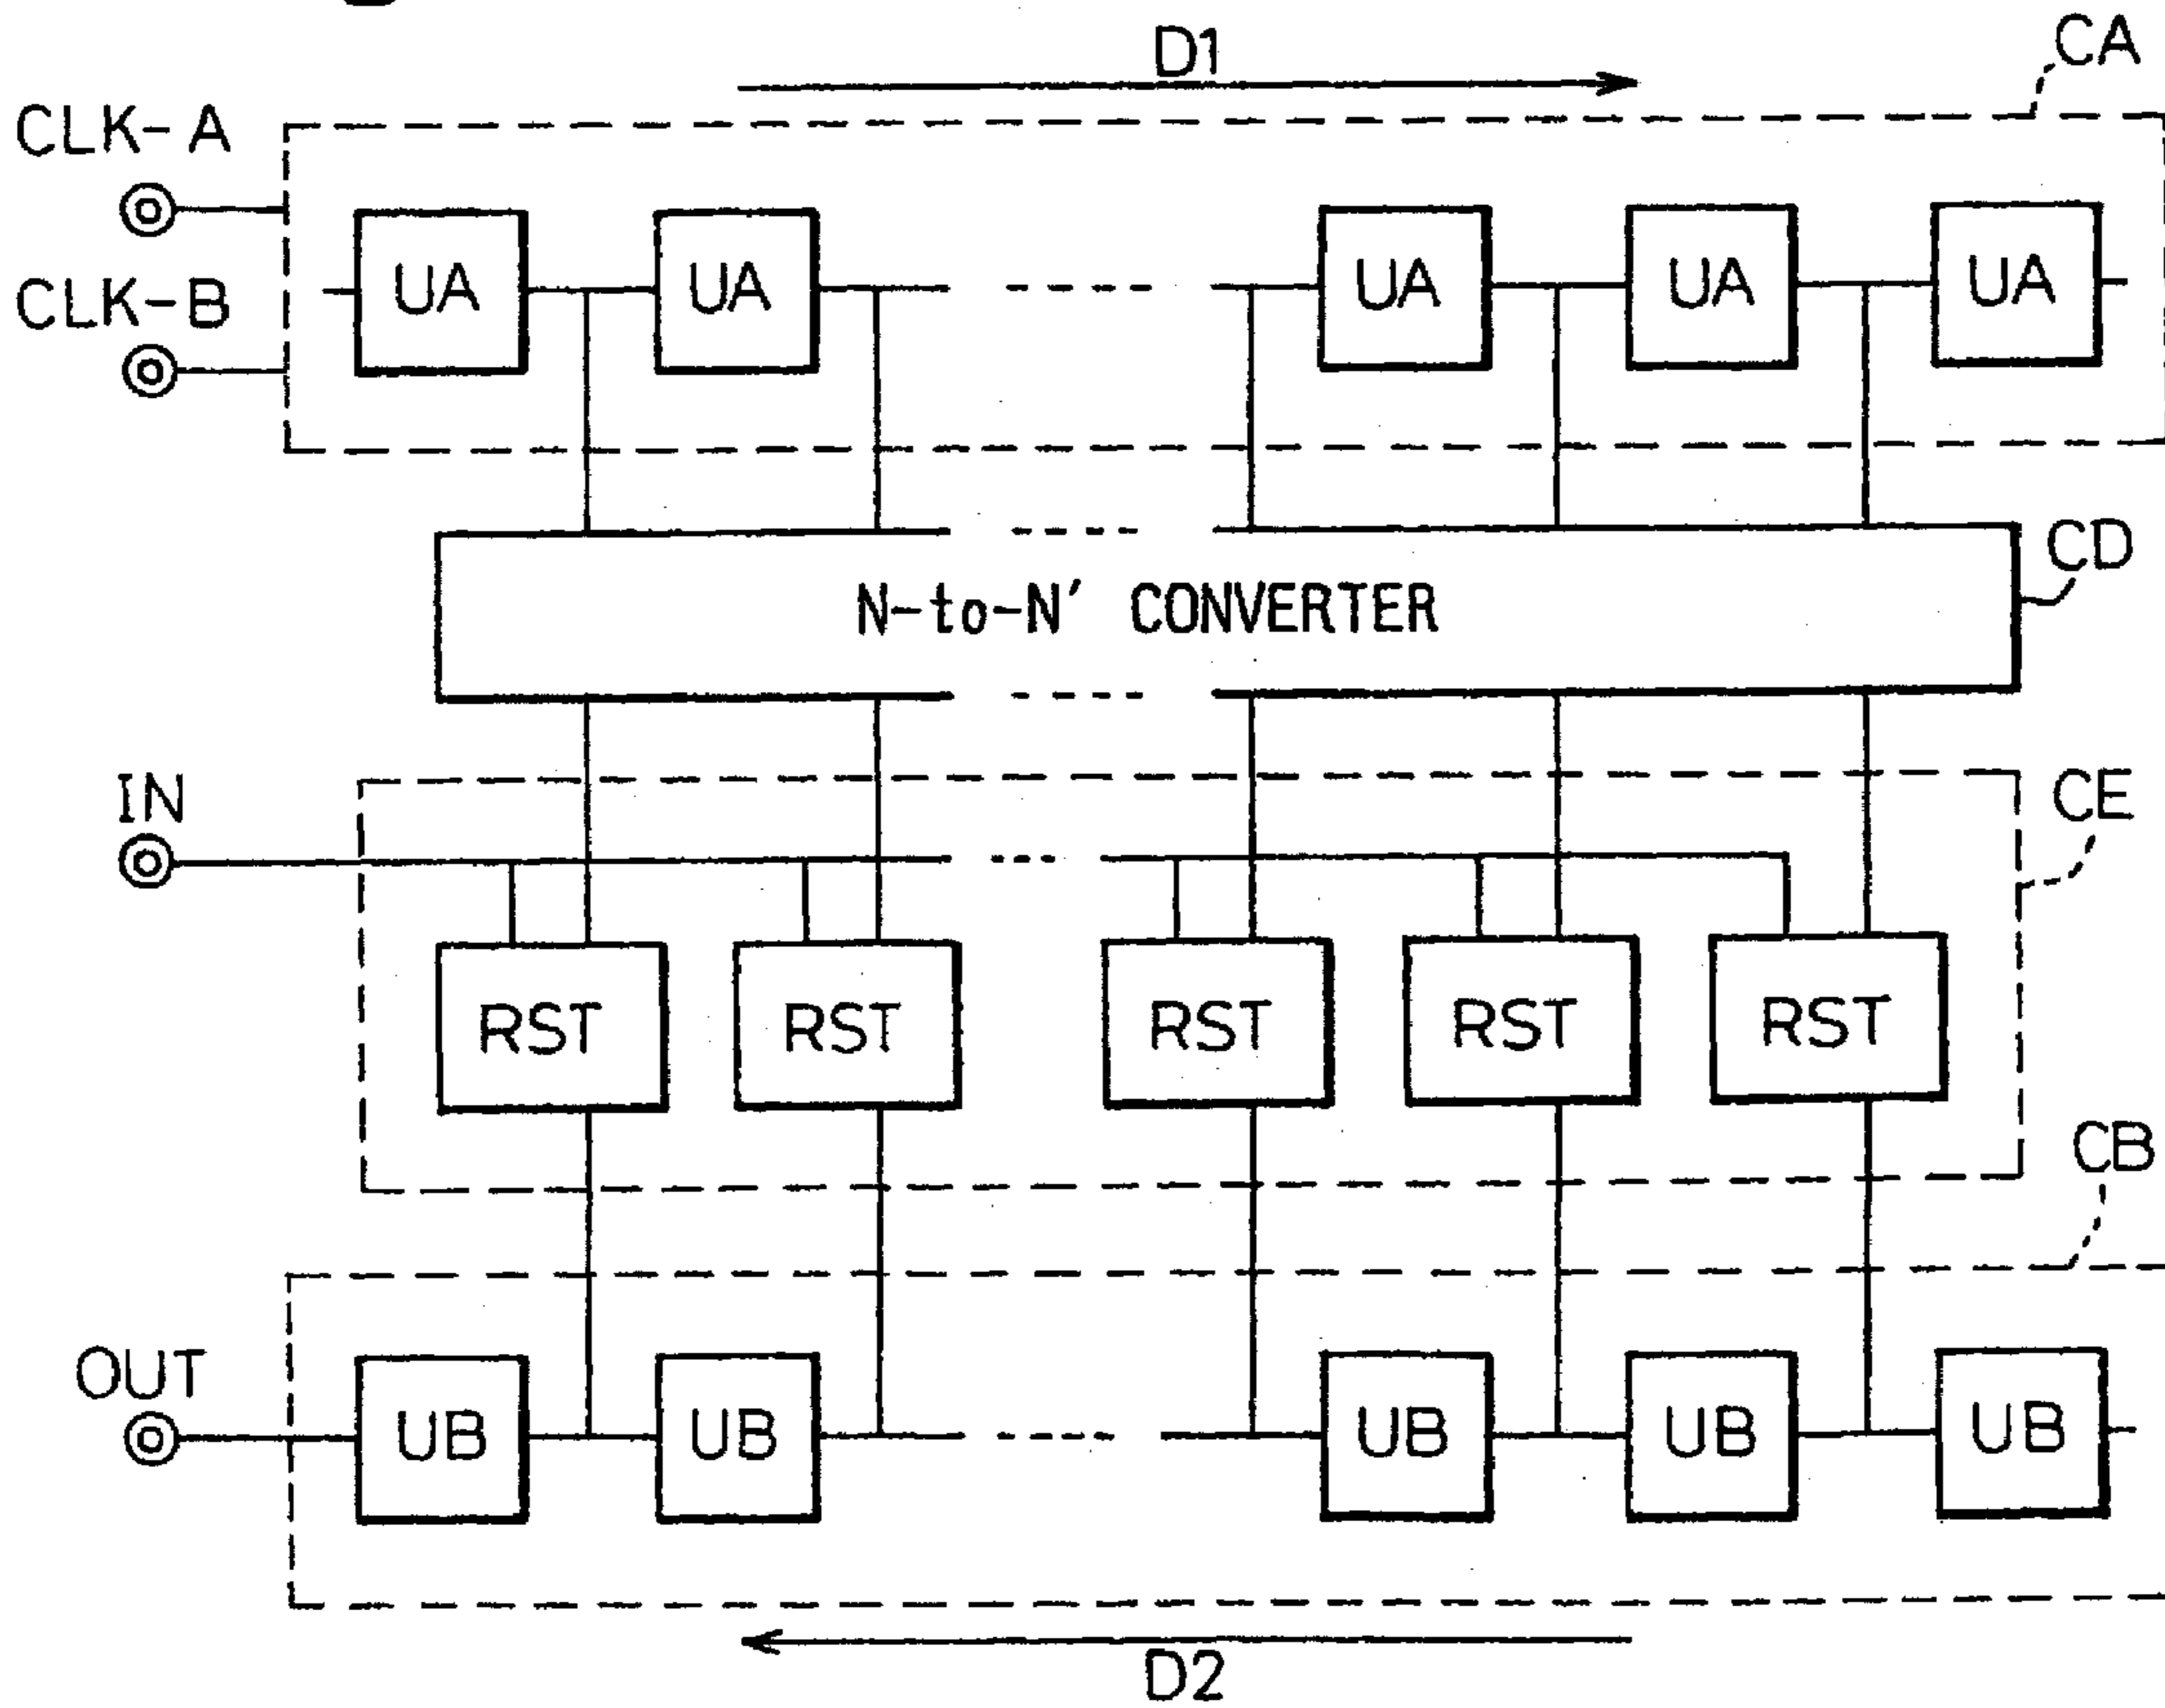 D1
CA
CLK-A
CLK-B
UA UA UA UA UA
CD
N-to-N' CONVERTER
IN
CE
RST RST RST RST RST
CB
OUT
UB UB UB UB UB
D2